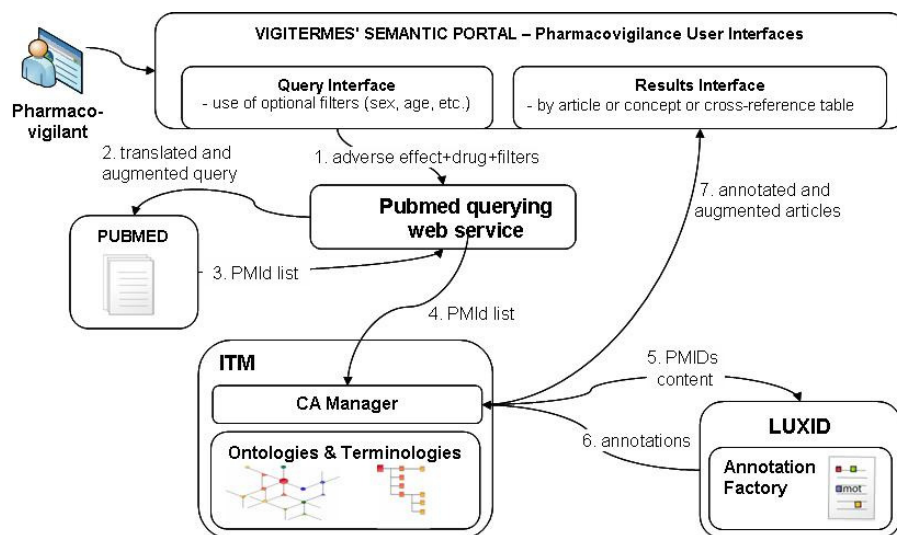 VIGITERMES' SEMANTIC PORTAL – Pharmacovigilance User Interfaces
Query Interface
- use of optional filters (sex, age, etc.)
Results Interface
- by article or concept or cross-reference table
Pharmaco-
vigilant
1. adverse effect+drug+filters
2. translated and
augmented query
Pubmed querying
web service
7. annotated and
augmented articles
PUBMED
3. PMId list
4. PMId list
ITM
CA Manager
5. PMIDs
content
6. annotations
Ontologies & Terminologies
LUXID
Annotation
Factory
mot